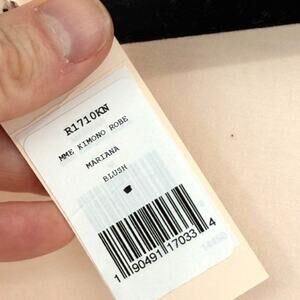 R1710KN
MME KIMONO ROBE
MARIANA
BLUSH
1 90491 17033 4